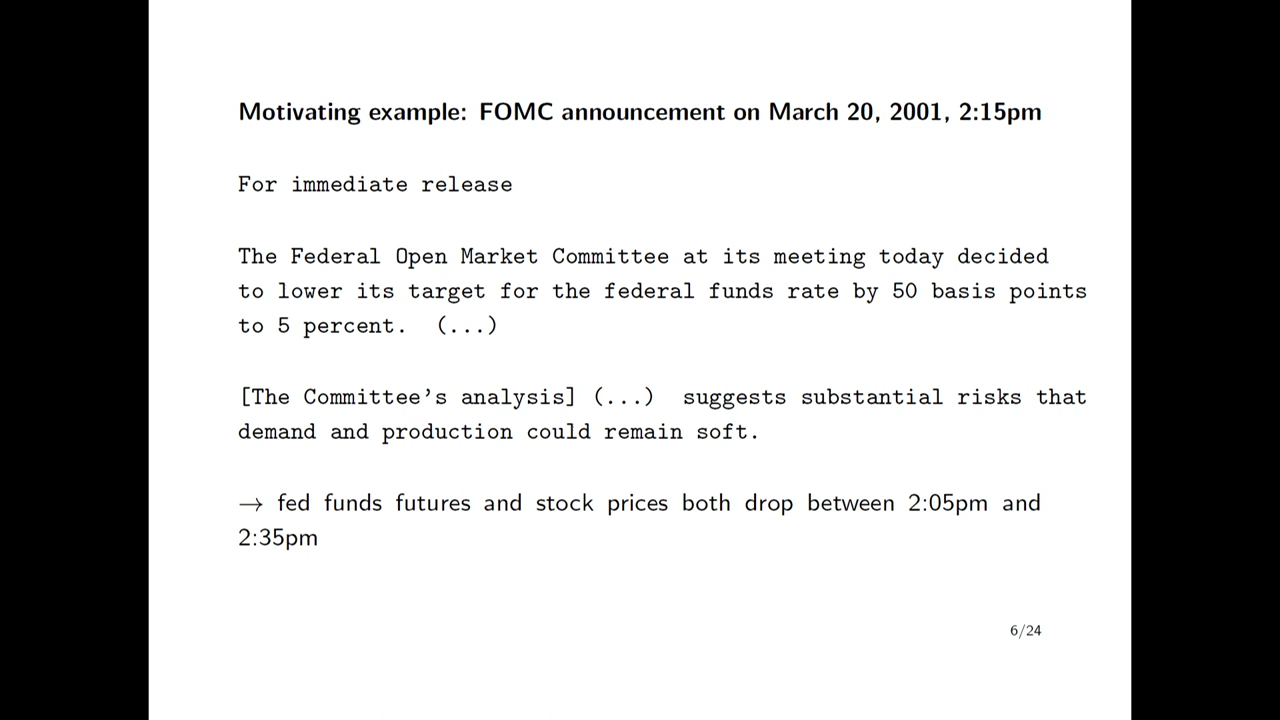 Motivating example: FOMC announcement on March 20, 2001, 2:15pm
For immediate release
The Federal Open Market Committee at its meeting today decided
to lower its target for the federal funds rate by 50 basis points
to 5 percent. (...)
[The Committee's analysis] (...) suggests substantial risks that
demand and production could remain soft.
→ fed funds futures and stock prices both drop between 2:05pm and
2:35pm
6/24